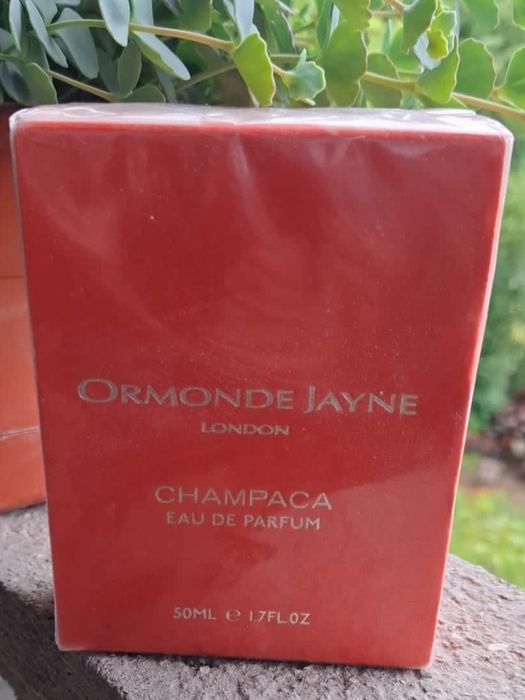 ORMONDE JAYNE
LONDON
CHAMPACA
EAU DE PARFUM
50ML ℮ 1.7FL.OZ